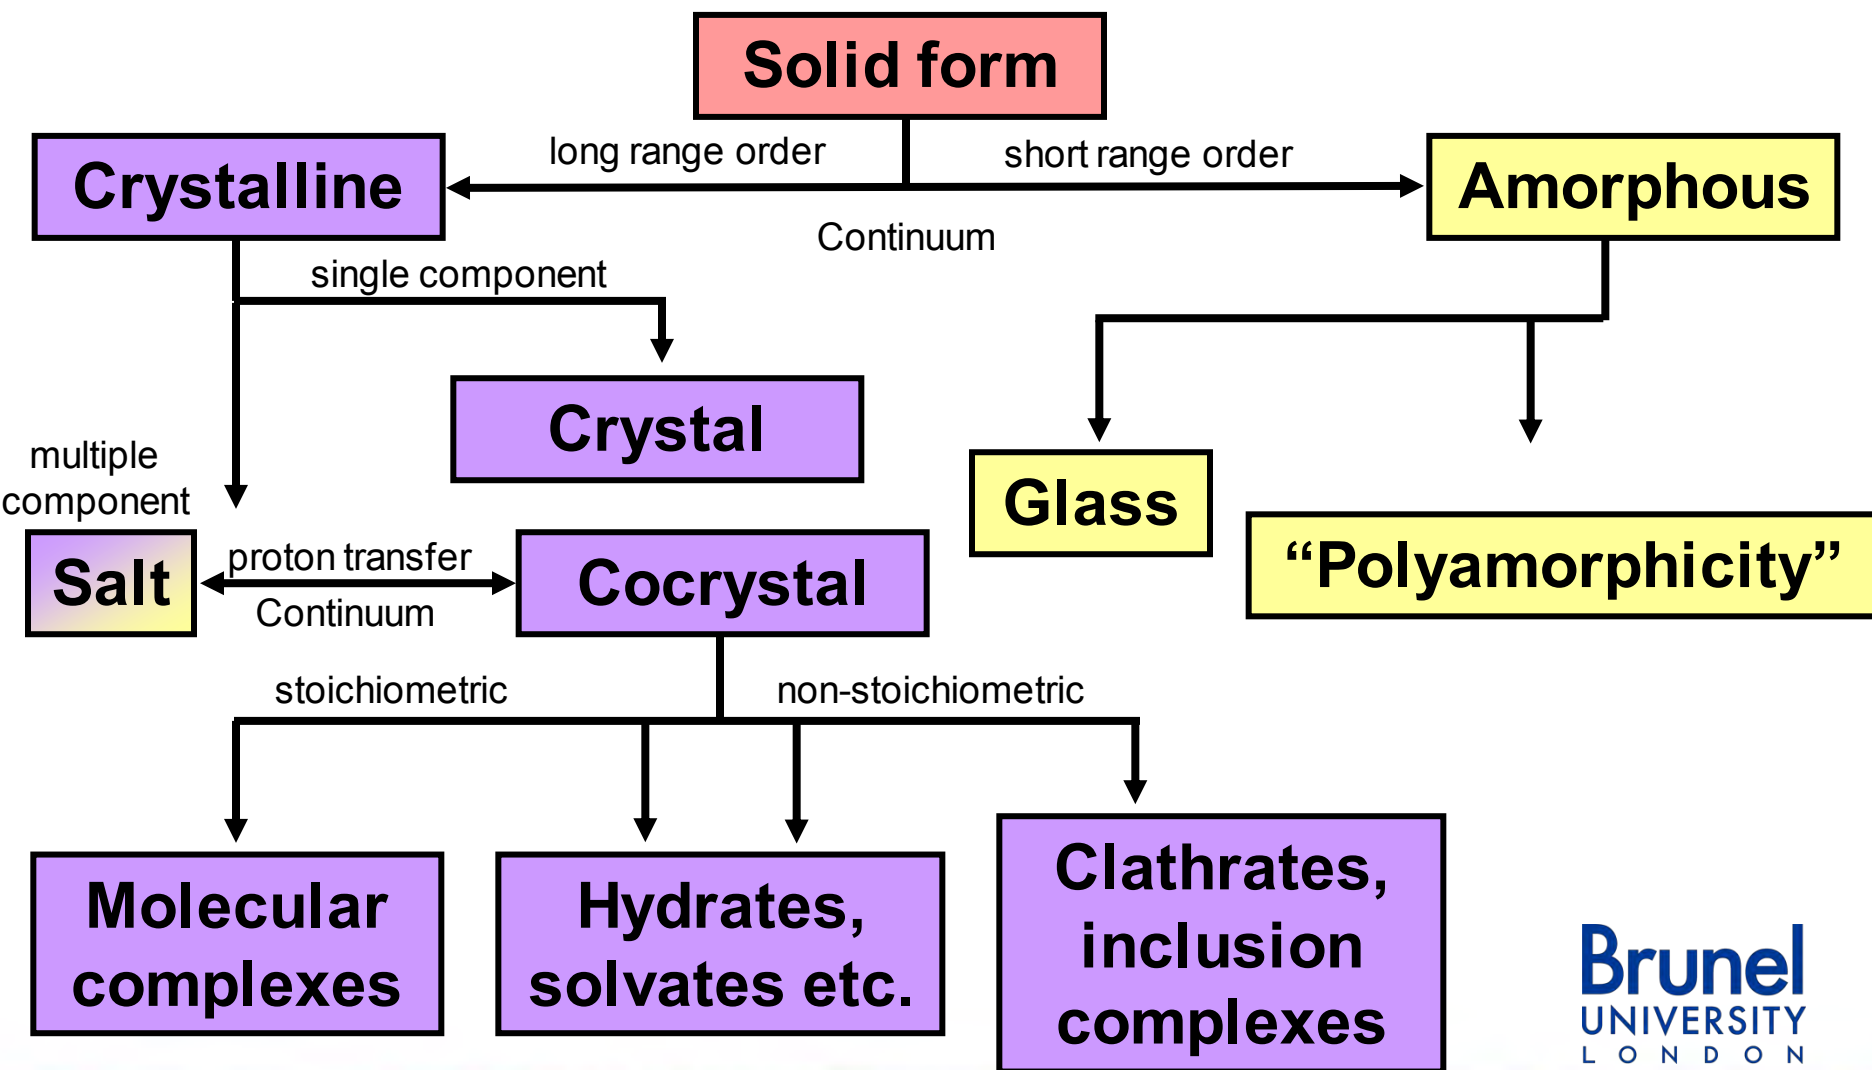 Solid form
long range order
short range order
Crystalline
Amorphous
Continuum
single component
Crystal
multiple
component
Glass
Salt
proton transfer
Continuum
Cocrystal
“Polyamorphicity”
stoichiometric
non-stoichiometric
Molecular
complexes
Hydrates,
solvates etc.
Clathrates,
inclusion
complexes
Brunel
UNIVERSITY
LONDON